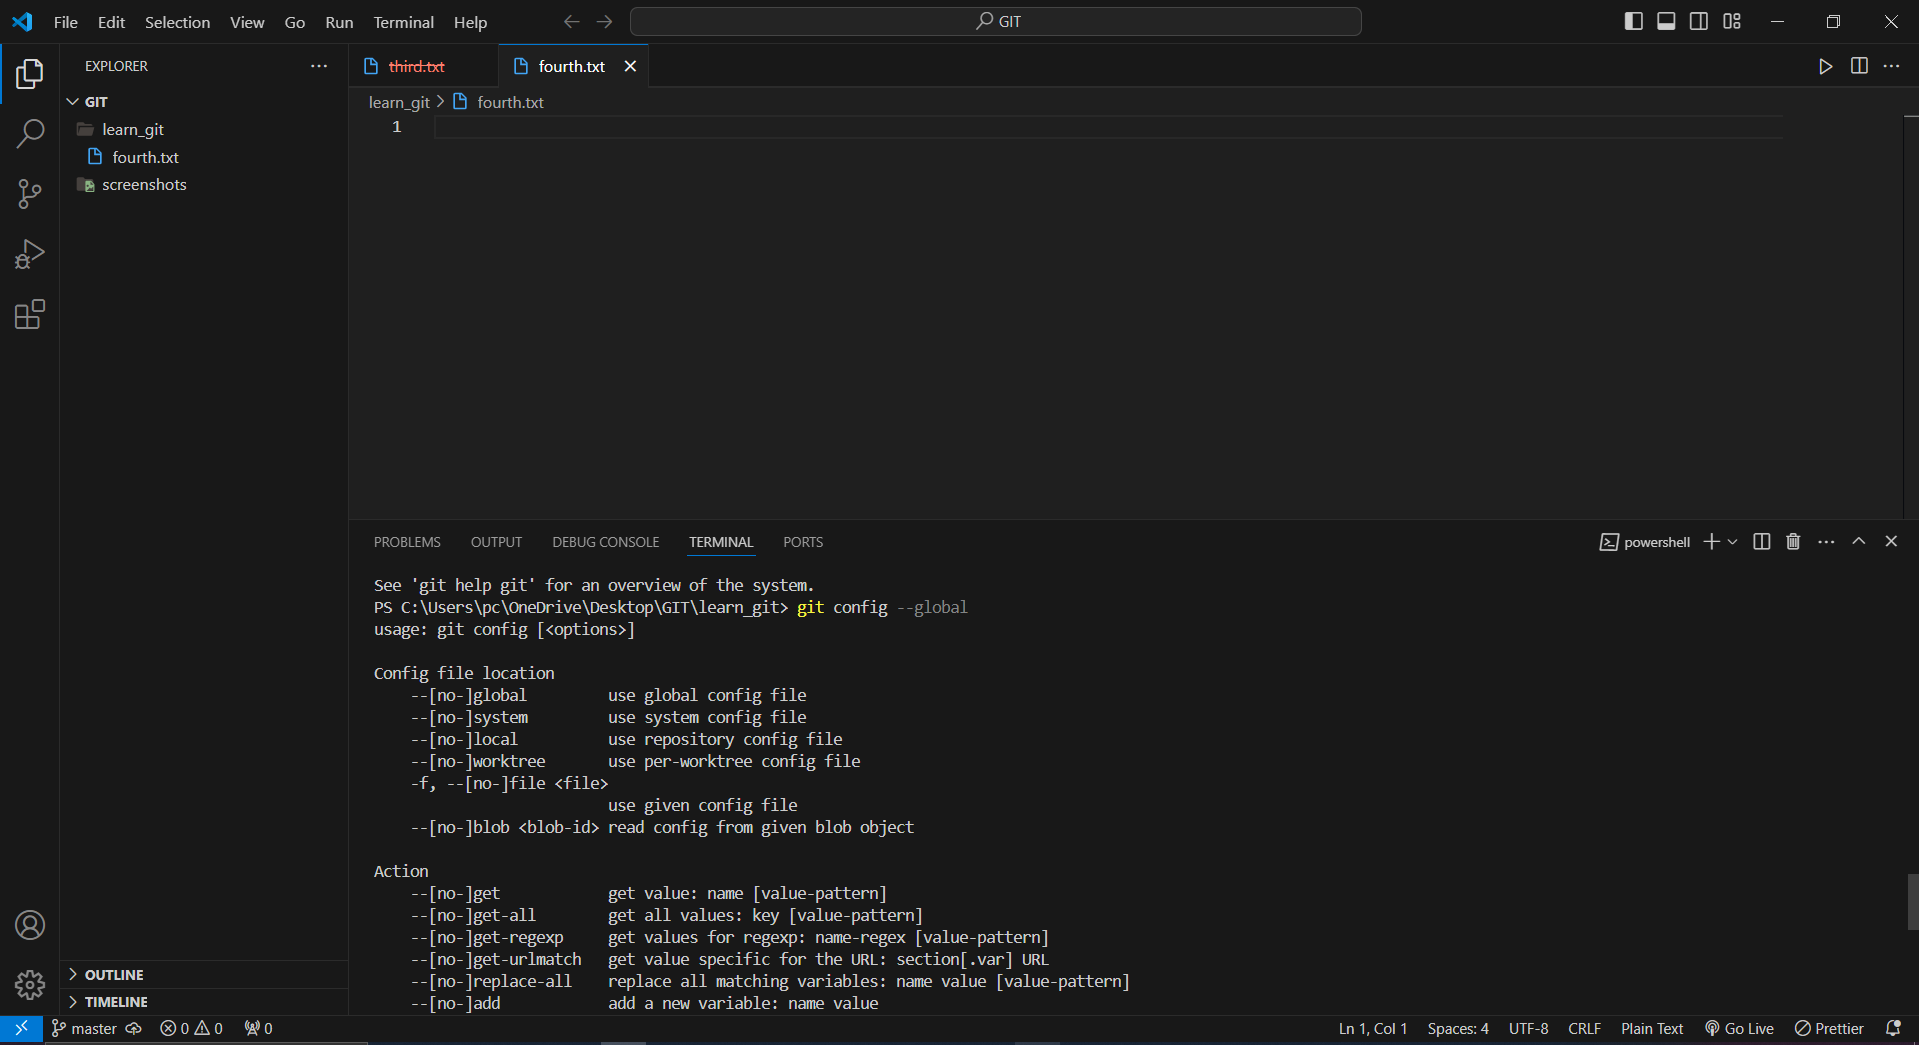 File Edit Selection View Go Run Terminal Help
GIT
EXPLORER
GIT
learn_git
fourth.txt
screenshots
OUTLINE
TIMELINE
third.txt
fourth.txt
learn_git > fourth.txt
1
PROBLEMS OUTPUT DEBUG CONSOLE TERMINAL PORTS
powershell
See 'git help git' for an overview of the system.
PS C:\Users\pc\OneDrive\Desktop\GIT\learn_git> git config --global
usage: git config [<options>]
Config file location
--[no-]global use global config file
--[no-]system use system config file
--[no-]local use repository config file
--[no-]worktree use per-worktree config file
-f, --[no-]file <file>
use given config file
--[no-]blob <blob-id> read config from given blob object
Action
--[no-]get get value: name [value-pattern]
--[no-]get-all get all values: key [value-pattern]
--[no-]get-regexp get values for regexp: name-regex [value-pattern]
--[no-]get-urlmatch get value specific for the URL: section[.var] URL
--[no-]replace-all replace all matching variables: name value [value-pattern]
--[no-]add add a new variable: name value
master 0 0 0
Ln 1, Col 1 Spaces: 4 UTF-8 CRLF Plain Text Go Live Prettier